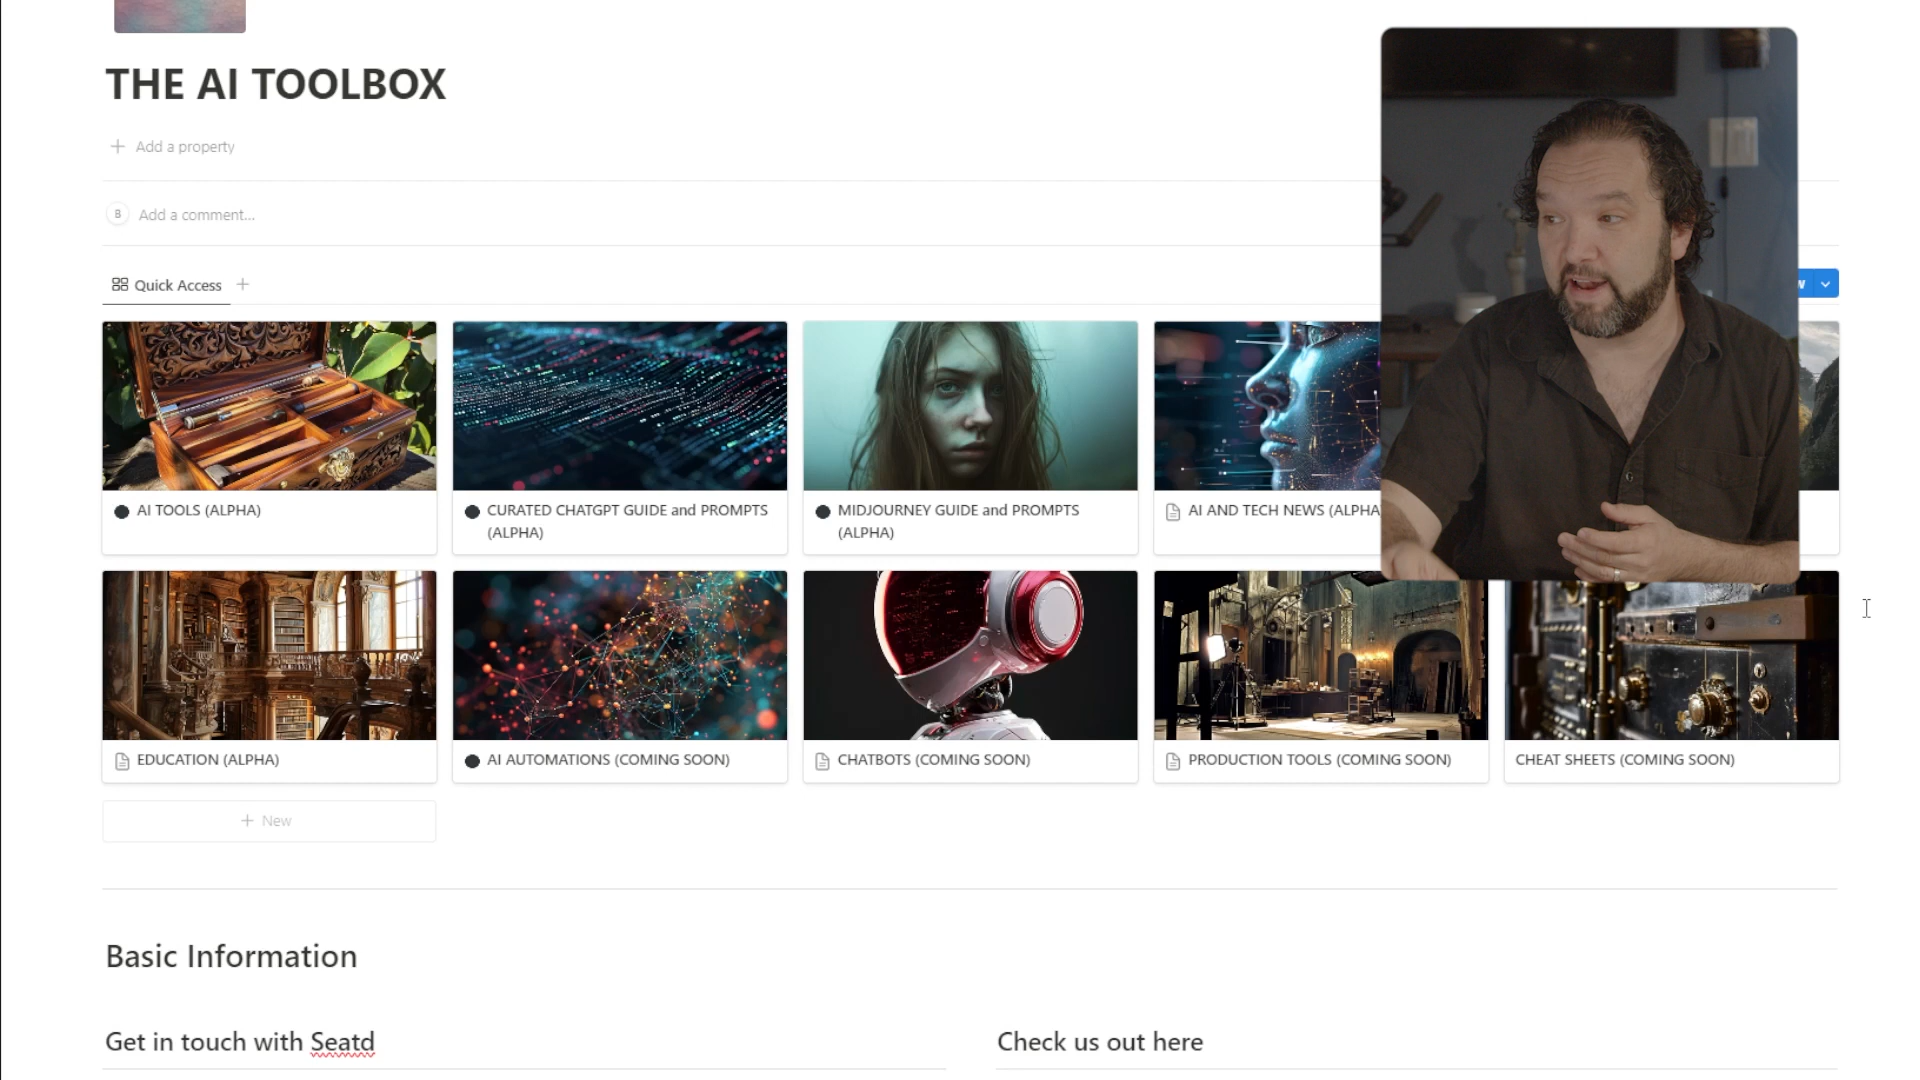 THE AI TOOLBOX
Add a property
B
Add a comment...
Quick Access
AI TOOLS (ALPHA)
CURATED CHATGPT GUIDE and PROMPTS
(ALPHA)
MIDJOURNEY GUIDE and PROMPTS
(ALPHA)
AI AND TECH NEWS (ALPHA
EDUCATION (ALPHA)
AI AUTOMATIONS (COMING SOON)
CHATBOTS (COMING SOON)
PRODUCTION TOOLS (COMING SOON)
CHEAT SHEETS (COMING SOON)
New
Basic Information
Get in touch with Seatd
Check us out here